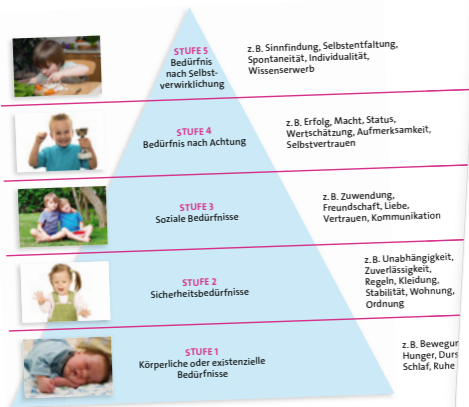 STUFE 5
Bedürfnis
nach Selbst-
verwirklichung
z. B. Sinnfindung, Selbstentfaltung,
Spontaneität, Individualität,
Wissenserwerb
STUFE 4
Bedürfnis nach Achtung
z. B. Erfolg, Macht, Status,
Wertschätzung, Aufmerksamkeit,
Selbstvertrauen
STUFE 3
Soziale Bedürfnisse
z. B. Zuwendung,
Freundschaft, Liebe,
Vertrauen, Kommunikation
STUFE 2
Sicherheitsbedürfnisse
z. B. Unabhängigkeit,
Zuverlässigkeit,
Regeln, Kleidung,
Stabilität, Wohnung,
Ordnung
STUFE 1
Körperliche oder existenzielle
Bedürfnisse
z. B.
Hunger,
Schlaf, Ruhe